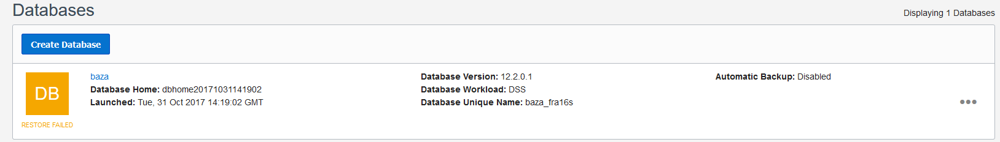 Databases
Displaying 1 Databases
Create Database
DB
RESTORE FAILED
baza
Database Home: dbhome20171031141902
Launched: Tue, 31 Oct 2017 14:19:02 GMT
Database Version: 12.2.0.1
Database Workload: DSS
Database Unique Name: baza_fra16s
Automatic Backup: Disabled